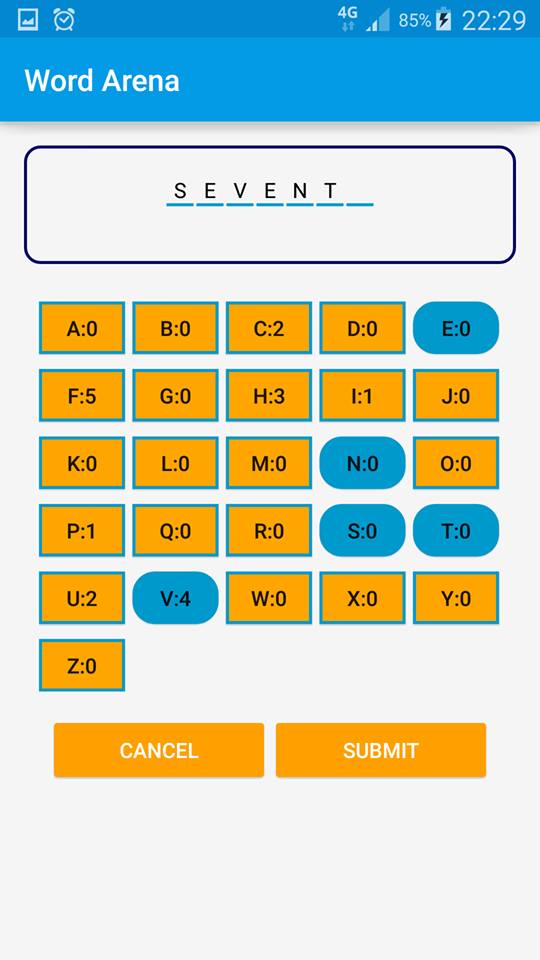 4G 85% 22:29
Word Arena
S E V E N T _
A:0 B:0 C:2 D:0 E:0
F:5 G:0 H:3 I:1 J:0
K:0 L:0 M:0 N:0 O:0
P:1 Q:0 R:0 S:0 T:0
U:2 V:4 W:0 X:0 Y:0
Z:0
CANCEL SUBMIT